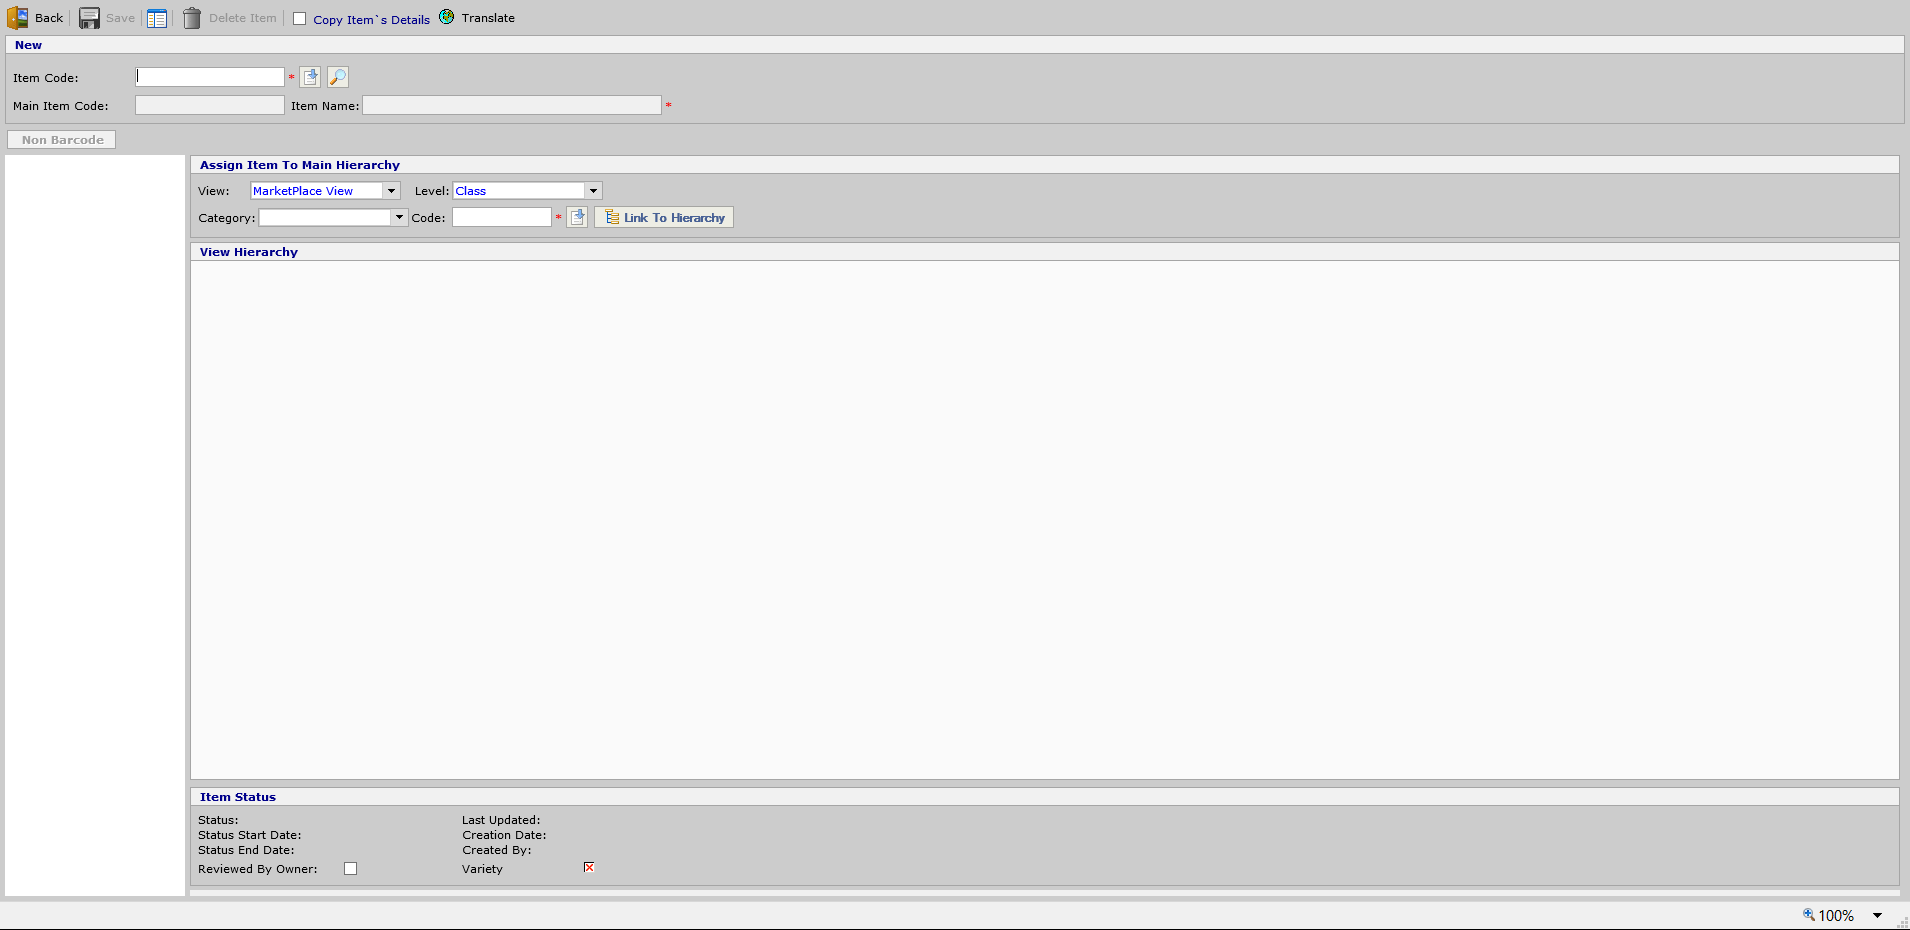 Back Save Delete Item Copy Item`s Details Translate
New
Item Code: *
Main Item Code: Item Name: *
Non Barcode
Assign Item To Main Hierarchy
View: MarketPlace View Level: Class
Category: Code: * Link To Hierarchy
View Hierarchy
Item Status
Status: Last Updated:
Status Start Date: Creation Date:
Status End Date: Created By:
Reviewed By Owner: Variety
100%